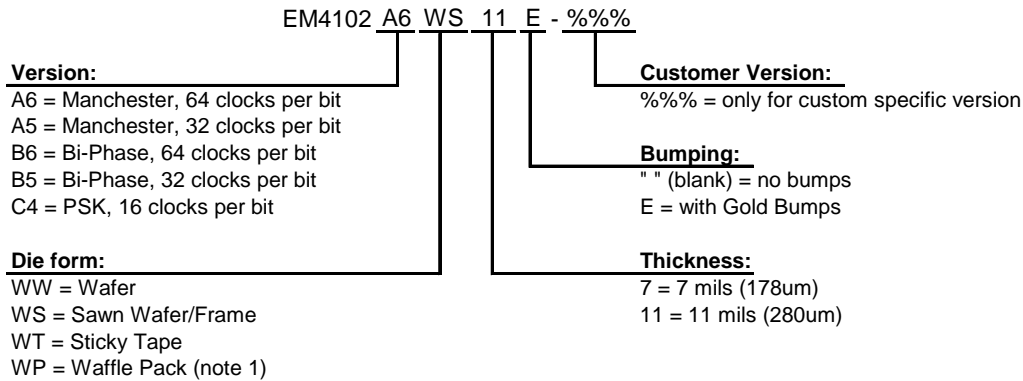 EM4102 A6 WS 11 E - %%%
Version:
A6 = Manchester, 64 clocks per bit
A5 = Manchester, 32 clocks per bit
B6 = Bi-Phase, 64 clocks per bit
B5 = Bi-Phase, 32 clocks per bit
C4 = PSK, 16 clocks per bit
Die form:
WW = Wafer
WS = Sawn Wafer/Frame
WT = Sticky Tape
WP = Waffle Pack (note 1)
Customer Version:
%%% = only for custom specific version
Bumping:
" " (blank) = no bumps
E = with Gold Bumps
Thickness:
7 = 7 mils (178um)
11 = 11 mils (280um)